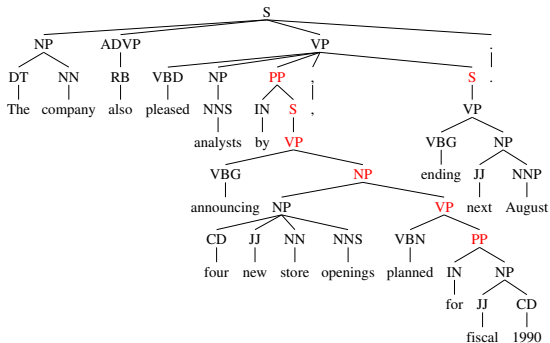 S
NP ADVP VP .
DT NN RB VBD NP PP , S .
The company also pleased NNS IN S , VP
analysts by VP VBG NP
VBG NP ending JJ NNP
announcing NP VP next August
CD JJ NN NNS VBN PP
four new store openings planned IN NP
for JJ CD
fiscal 1990